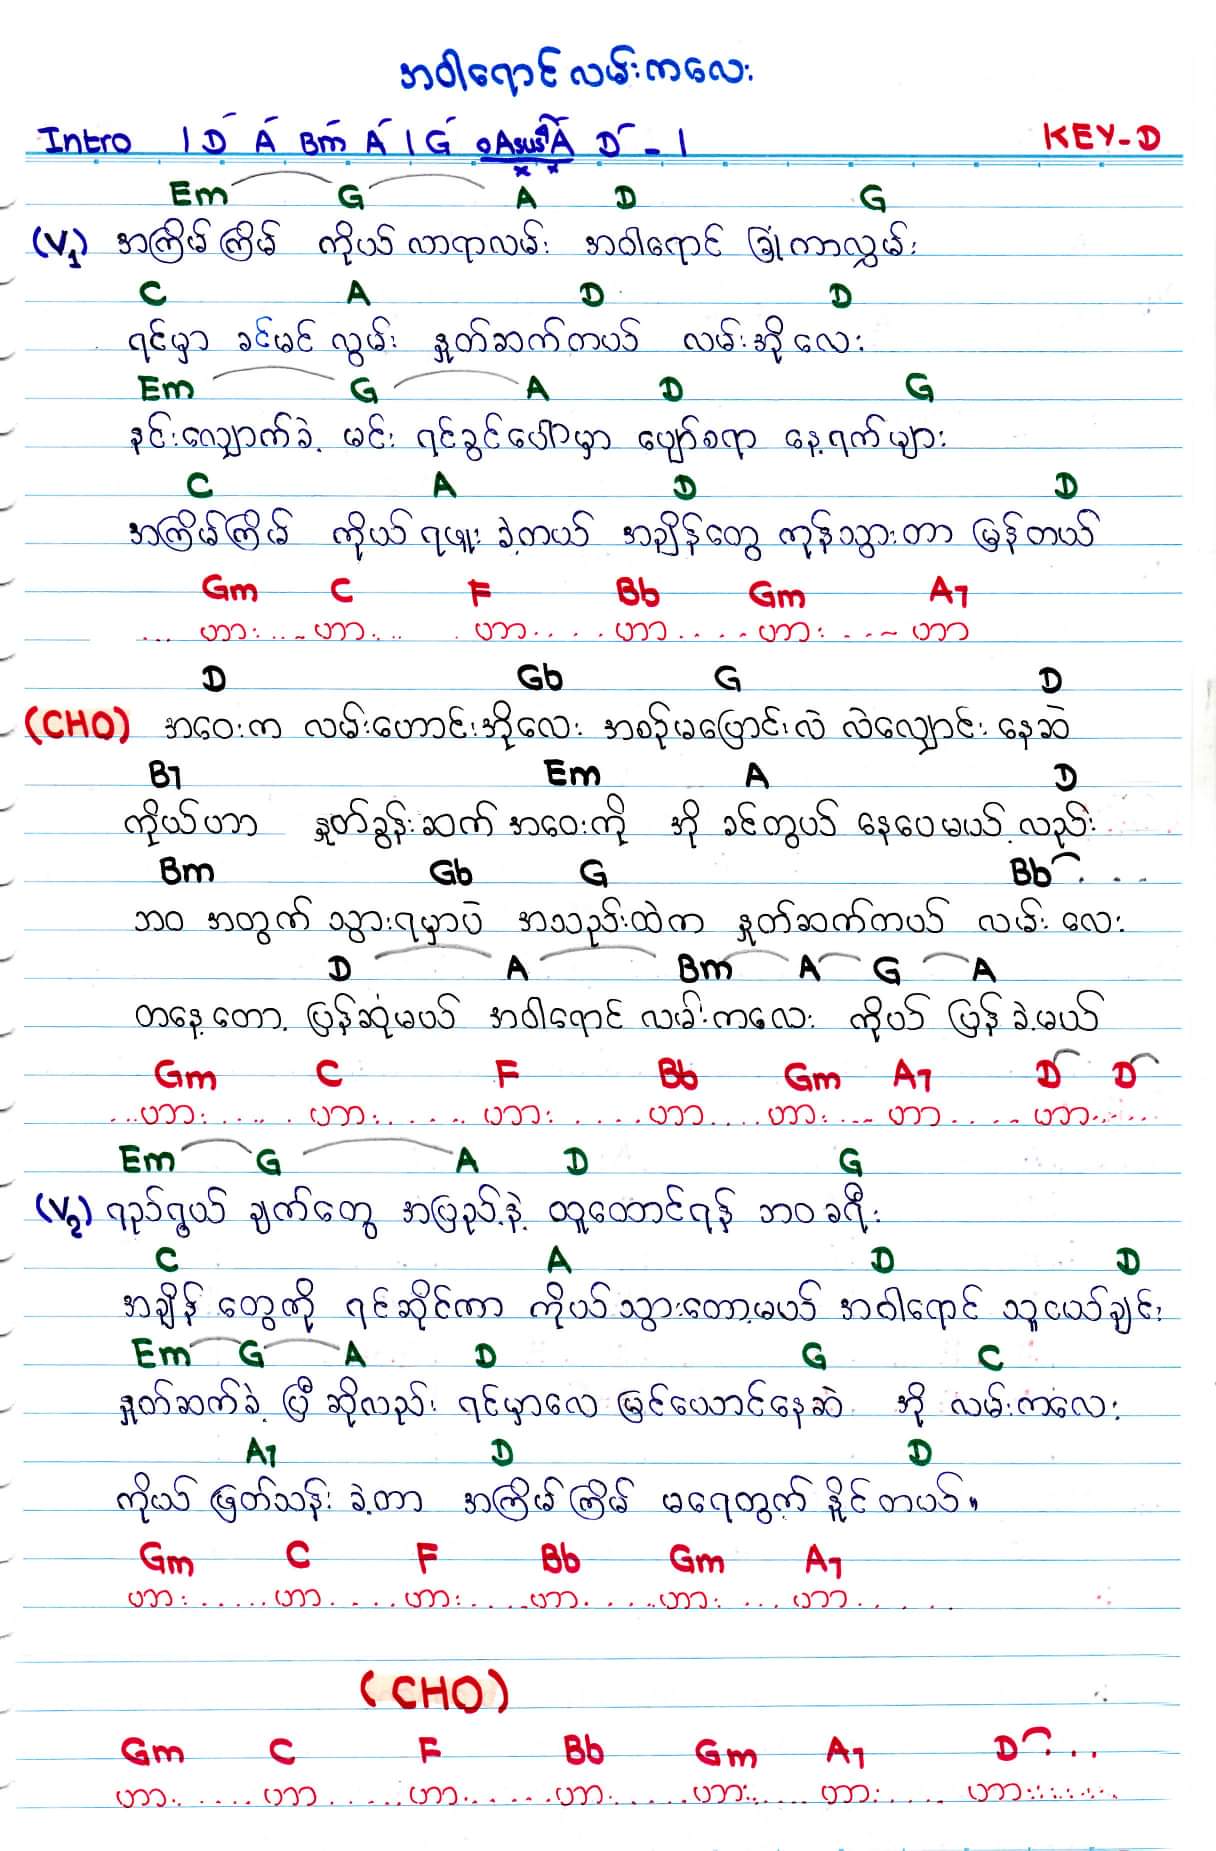 အဝါရောင်လမ်းကလေး
Intro | D A Bm A | G Asus4 A D - |
KEY-D
Em G A D G
(V1) အကြိမ်ကြိမ် ကိုယ်လာရာလမ်း အဝါရောင် ခြုံကာလွှမ်း
C A D D
ရင်မှာ ခင်မင်လွမ်း နှုတ်ဆက်တယ် လမ်းအိုလေး
Em G A D G
နင်းလျှောက်ခဲ့ မင်း ရင်ခွင်ပေါ်မှာ ပျော်စရာ နေ့ရက်များ
C A D D
အကြိမ်ကြိမ် ကိုယ်ရဖူးခဲ့တယ် အချိန်တွေ ကုန်သွားတာ မြန်တယ်
Gm C F Bb Gm A7
... ဟား... ဟာ... ဟာ.... ဟာ.... ဟား... ဟာ
D Gb G D
(CHO) အဝေးက လမ်းဟောင်းအိုလေး အစဉ်မပြောင်းလဲ လဲလျှောင်းနေဆဲ
B7 Em A D
ကိုယ်ဟာ နှုတ်ခွန်းဆက် အဝေးကို အို ခင်တွယ် နေပေမယ့်လည်း
Bm Gb G Bb...
ဘဝ အတွက် သွားရမှာပဲ အသည်းထဲက နှုတ်ဆက်တယ် လမ်းလေး
D A Bm A G A
တနေ့တော့ ပြန်ဆုံမယ် အဝါရောင် လမ်းကလေး ကိုယ် ပြန်ခဲ့မယ်
Gm C F Bb Gm A7 D D
...ဟား..... ဟား..... ဟား..... ဟာ.... ဟား... ဟာ..... ဟာ......
Em G A D G
(V2) ရည်ရွယ်ချက်တွေ အပြည့်နဲ့ ထူထောင်ရန် ဘဝခရီး
C A D D
အချိန်တွေကို ရင်ဆိုင်ကာ ကိုယ်သွားတော့မယ် အဝါရောင် သူငယ်ချင်း
Em G A D G C
နှုတ်ဆက်ခဲ့ပြီ ဆိုလည်း ရင်မှာလေ မြင်ယောင်နေဆဲ အို လမ်းကလေး
A7 D D
ကိုယ် ဖြတ်သန်းခဲ့တာ အကြိမ်ကြိမ် မရေတွက်နိုင်တယ်။
Gm C F Bb Gm A7
ဟား......ဟာ.....ဟား.....ဟာ......ဟား....ဟာ.....
(CHO)
Gm C F Bb Gm A7 D...
ဟာ...... ဟာ......ဟာ......ဟာ......ဟား.... ဟား.... ဟား........